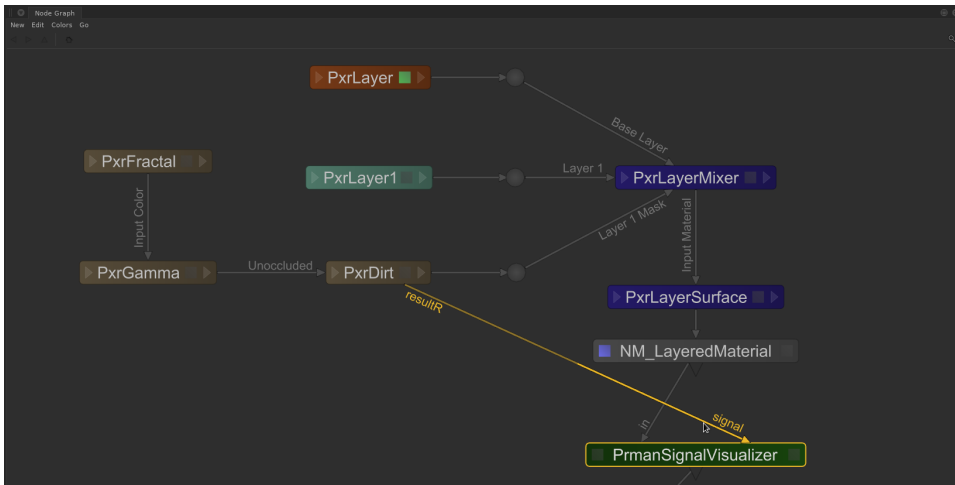 Node Graph
New Edit Colors Go
PxrLayer
Base Layer
PxrFractal
PxrLayer1
Layer 1
PxrLayerMixer
Input Color
Layer 1 Mask
Input Material
PxrGamma
Unoccluded
PxrDirt
resultR
PxrLayerSurface
NM_LayeredMaterial
in
signal
PrmanSignalVisualizer